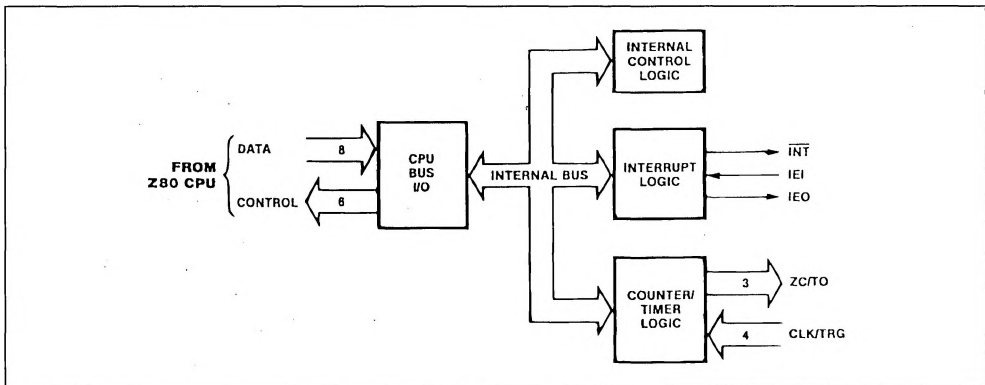 INTERNAL
CONTROL
LOGIC
FROM
Z80 CPU
DATA
8
CONTROL
6
CPU
BUS
I/O
INTERNAL BUS
INTERRUPT
LOGIC
INT
IEI
IEO
COUNTER/
TIMER
LOGIC
3
ZC/TO
4
CLK/TRG